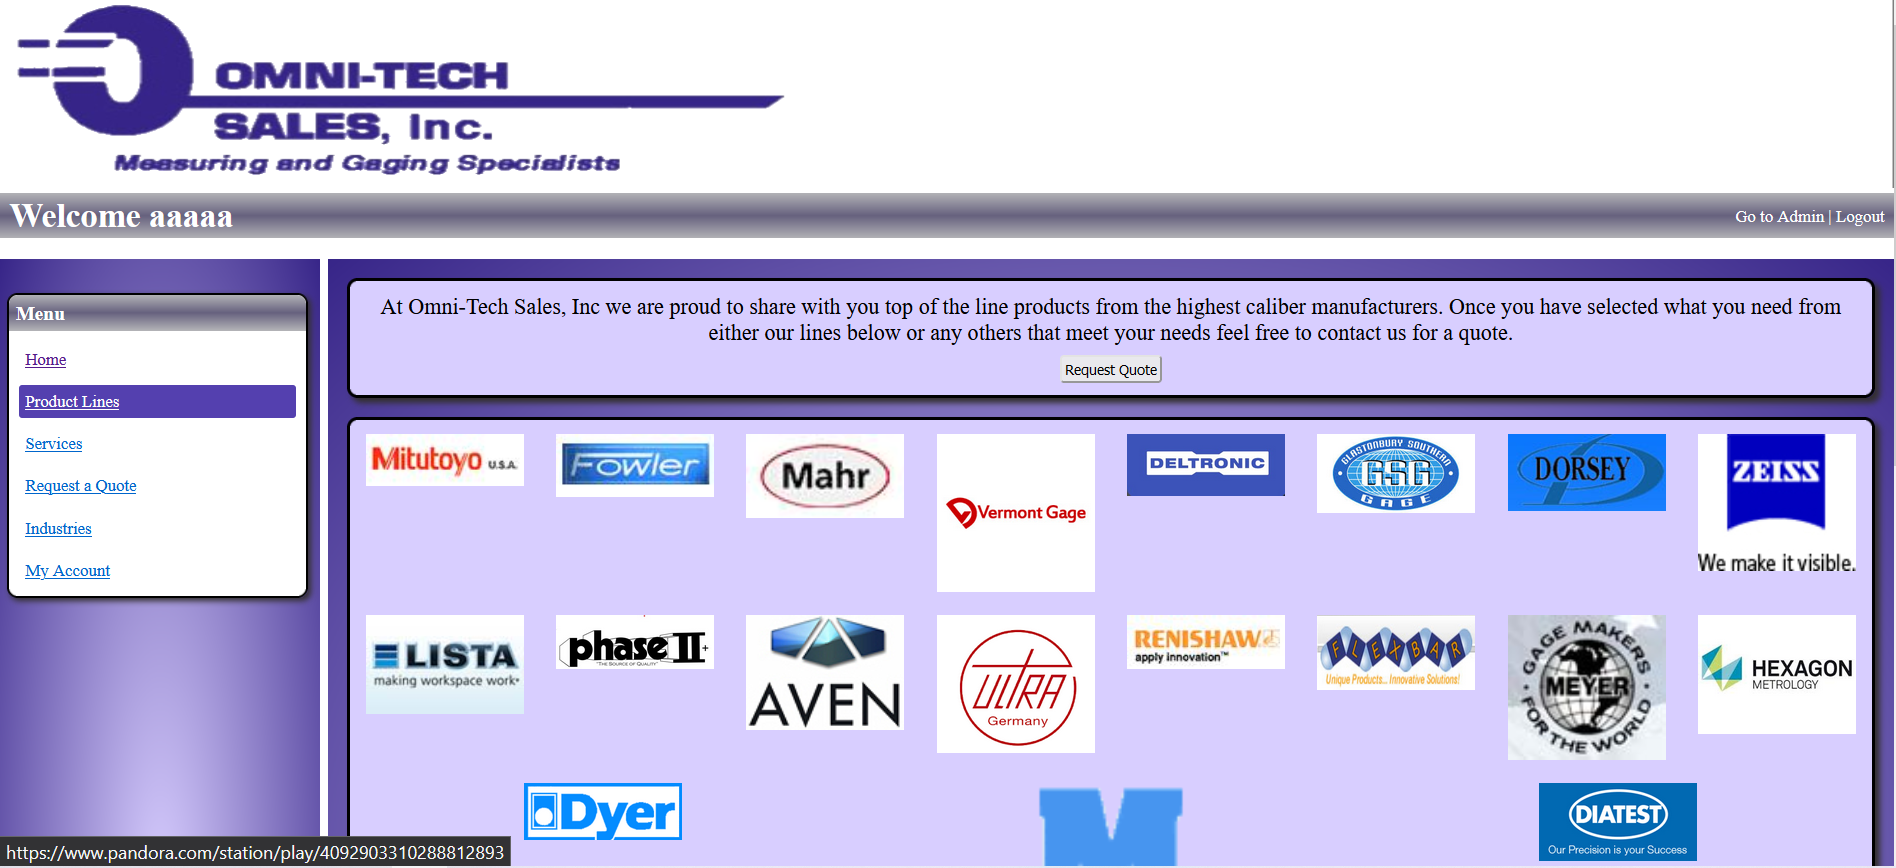 OMNI-TECH
SALES, Inc.
Measuring and Gaging Specialists
Welcome aaaaa
Go to Admin | Logout
Menu
Home
Product Lines
Services
Request a Quote
Industries
My Account
At Omni-Tech Sales, Inc we are proud to share with you top of the line products from the highest caliber manufacturers. Once you have selected what you need from
either our lines below or any others that meet your needs feel free to contact us for a quote.
Request Quote
Mitutoyo U.S.A.
Fowler
Mahr
Vermont Gage
DELTRONIC
GLASTONBURY SOUTHERN
GSG
GAGE
DORSEY
ZEISS
We make it visible.
LISTA
making workspace work
phase II+
"THE SOURCE OF QUALITY"
AVEN
ULTRA
Germany
RENISHAW
apply innovation™
FLEXBAR
Unique Products... Innovative Solutions!
GAGE MAKERS
MEYER
FOR THE WORLD
HEXAGON
METROLOGY
Dyer
M
DIATEST
Our Precision is your Success
https://www.pandora.com/station/play/4092903310288812893